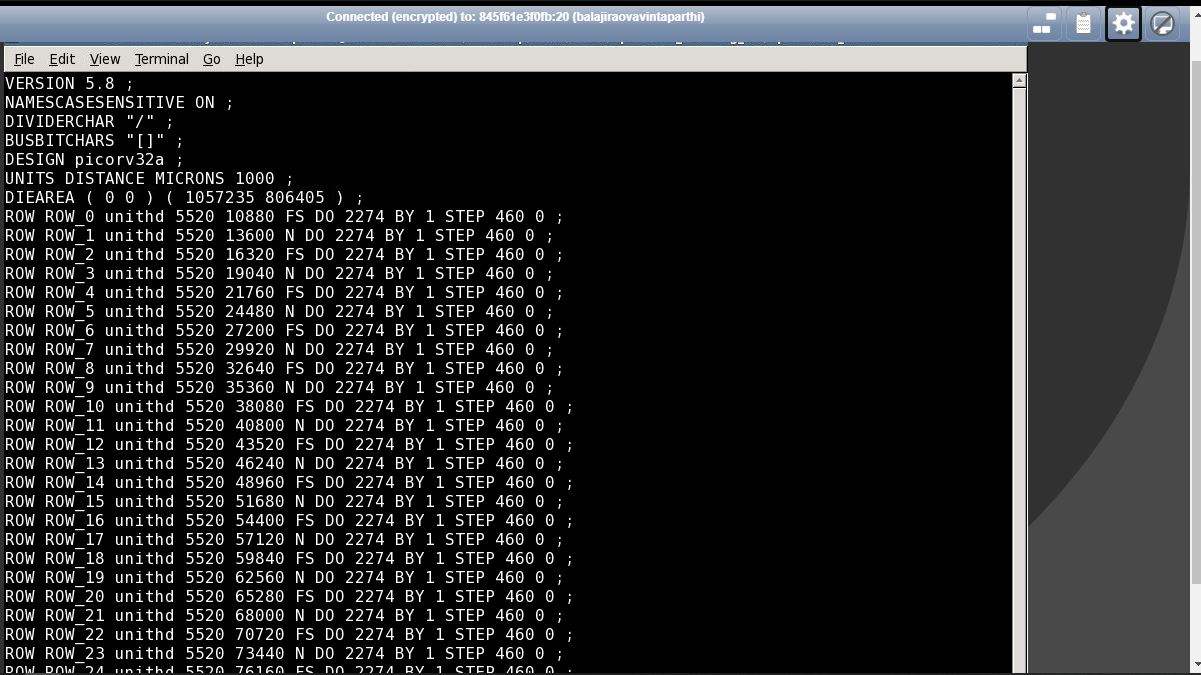 Connected (encrypted) to: 845f61e3f0fb:20 (balajiraovavintaparthi)
File Edit View Terminal Go Help
VERSION 5.8 ;
NAMESCASESENSITIVE ON ;
DIVIDERCHAR "/" ;
BUSBITCHARS "[]" ;
DESIGN picorv32a ;
UNITS DISTANCE MICRONS 1000 ;
DIEAREA ( 0 0 ) ( 1057235 806405 ) ;
ROW ROW_0 unithd 5520 10880 FS DO 2274 BY 1 STEP 460 0 ;
ROW ROW_1 unithd 5520 13600 N DO 2274 BY 1 STEP 460 0 ;
ROW ROW_2 unithd 5520 16320 FS DO 2274 BY 1 STEP 460 0 ;
ROW ROW_3 unithd 5520 19040 N DO 2274 BY 1 STEP 460 0 ;
ROW ROW_4 unithd 5520 21760 FS DO 2274 BY 1 STEP 460 0 ;
ROW ROW_5 unithd 5520 24480 N DO 2274 BY 1 STEP 460 0 ;
ROW ROW_6 unithd 5520 27200 FS DO 2274 BY 1 STEP 460 0 ;
ROW ROW_7 unithd 5520 29920 N DO 2274 BY 1 STEP 460 0 ;
ROW ROW_8 unithd 5520 32640 FS DO 2274 BY 1 STEP 460 0 ;
ROW ROW_9 unithd 5520 35360 N DO 2274 BY 1 STEP 460 0 ;
ROW ROW_10 unithd 5520 38080 FS DO 2274 BY 1 STEP 460 0 ;
ROW ROW_11 unithd 5520 40800 N DO 2274 BY 1 STEP 460 0 ;
ROW ROW_12 unithd 5520 43520 FS DO 2274 BY 1 STEP 460 0 ;
ROW ROW_13 unithd 5520 46240 N DO 2274 BY 1 STEP 460 0 ;
ROW ROW_14 unithd 5520 48960 FS DO 2274 BY 1 STEP 460 0 ;
ROW ROW_15 unithd 5520 51680 N DO 2274 BY 1 STEP 460 0 ;
ROW ROW_16 unithd 5520 54400 FS DO 2274 BY 1 STEP 460 0 ;
ROW ROW_17 unithd 5520 57120 N DO 2274 BY 1 STEP 460 0 ;
ROW ROW_18 unithd 5520 59840 FS DO 2274 BY 1 STEP 460 0 ;
ROW ROW_19 unithd 5520 62560 N DO 2274 BY 1 STEP 460 0 ;
ROW ROW_20 unithd 5520 65280 FS DO 2274 BY 1 STEP 460 0 ;
ROW ROW_21 unithd 5520 68000 N DO 2274 BY 1 STEP 460 0 ;
ROW ROW_22 unithd 5520 70720 FS DO 2274 BY 1 STEP 460 0 ;
ROW ROW_23 unithd 5520 73440 N DO 2274 BY 1 STEP 460 0 ;
ROW ROW_24 unithd 5520 76160 FS DO 2274 BY 1 STEP 460 0 ;